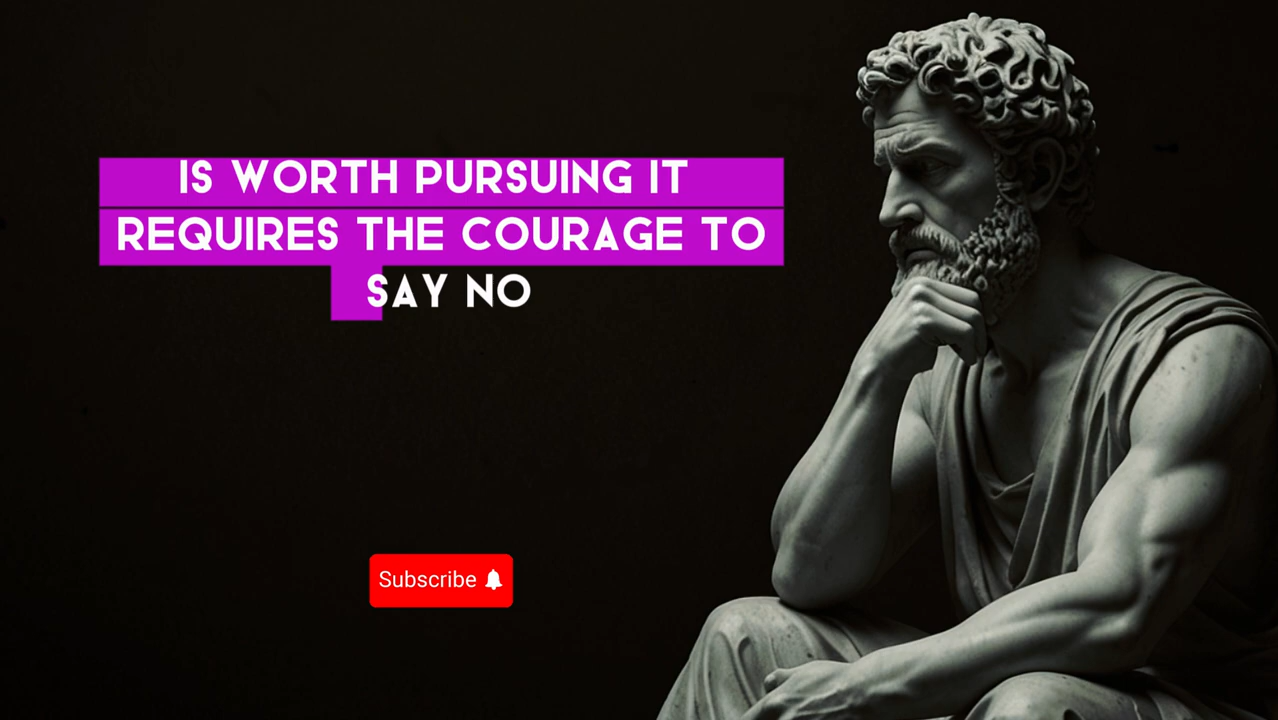 IS WORTH PURSUING IT
REQUIRES THE COURAGE TO
SAY NO
Subscribe